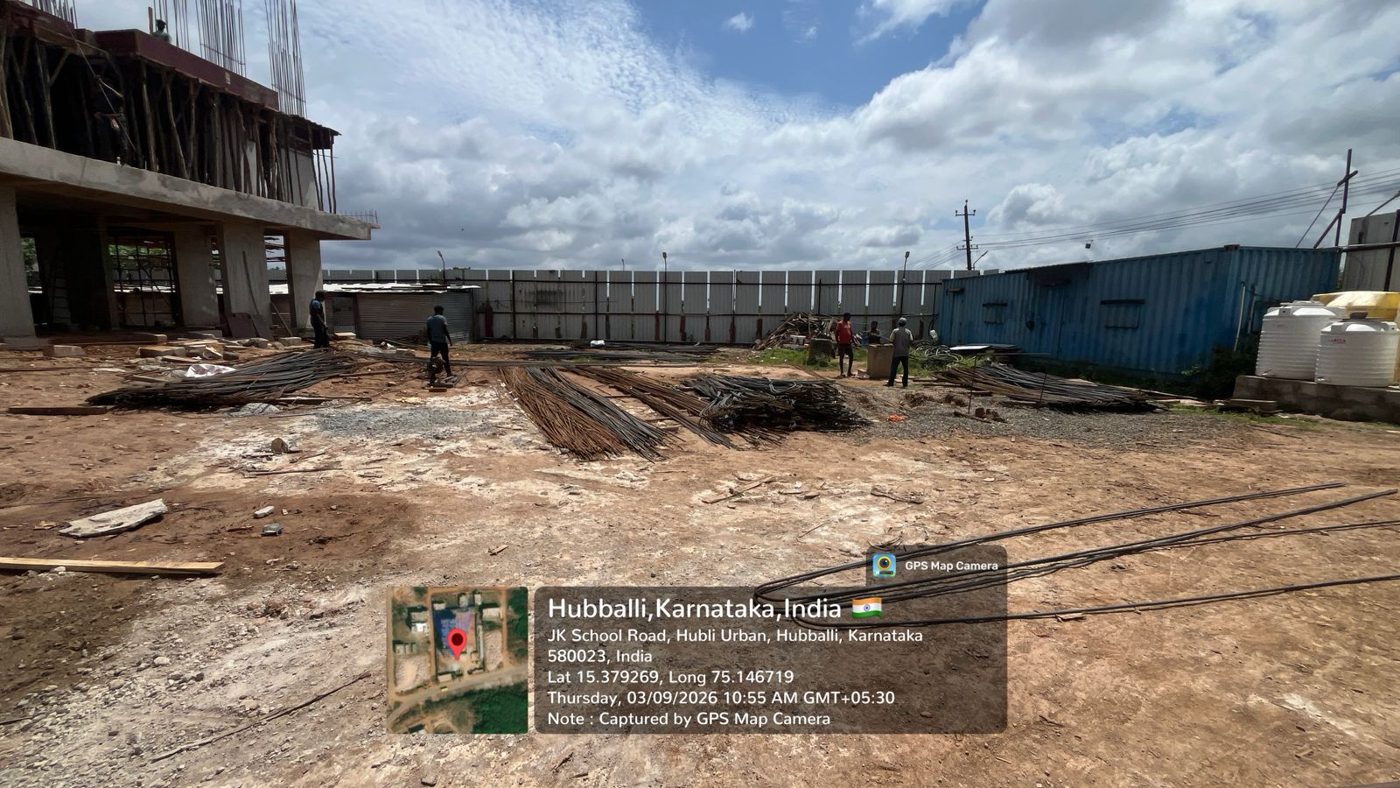 GPS Map Camera
Hubballi,Karnataka,India 🇮🇳
JK School Road, Hubli Urban, Hubballi, Karnataka
580023, India
Lat 15.379269, Long 75.146719
Thursday, 03/09/2026 10:55 AM GMT+05:30
Note : Captured by GPS Map Camera